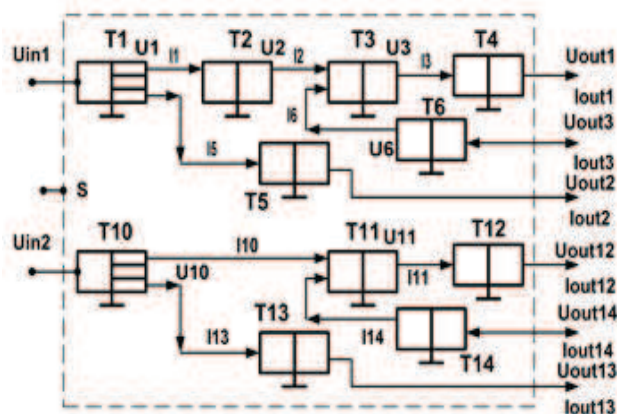 T1 U1 I1 T2 U2 I2 T3 U3 I3 T4
Uin1 Uout1
Iout1
I6 T6 Uout3
U6
I5 Iout3
T5 Uout2
S
Iout2
T10 I10 T11 U11 T12
Uin2 Uout12
U10 I11 Iout12
T13 Uout14
I13 I14 T14 Iout14
Uout13
Iout13